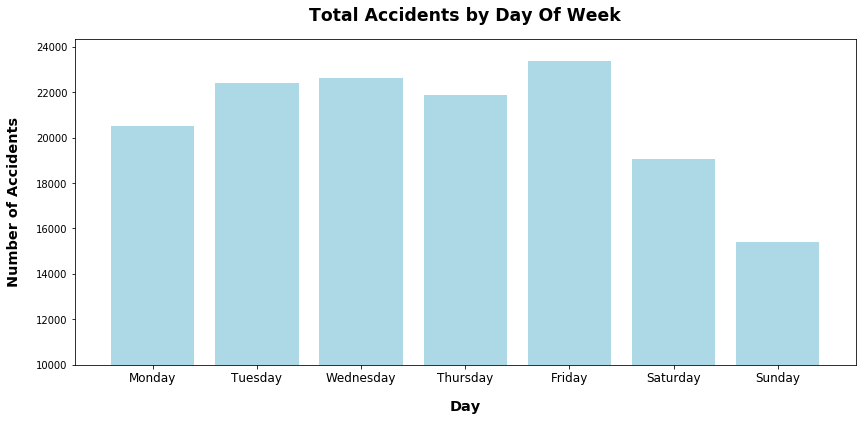 Total Accidents by Day Of Week
Number of Accidents
24000
22000
20000
18000
16000
14000
12000
10000
Monday Tuesday Wednesday Thursday Friday Saturday Sunday
Day